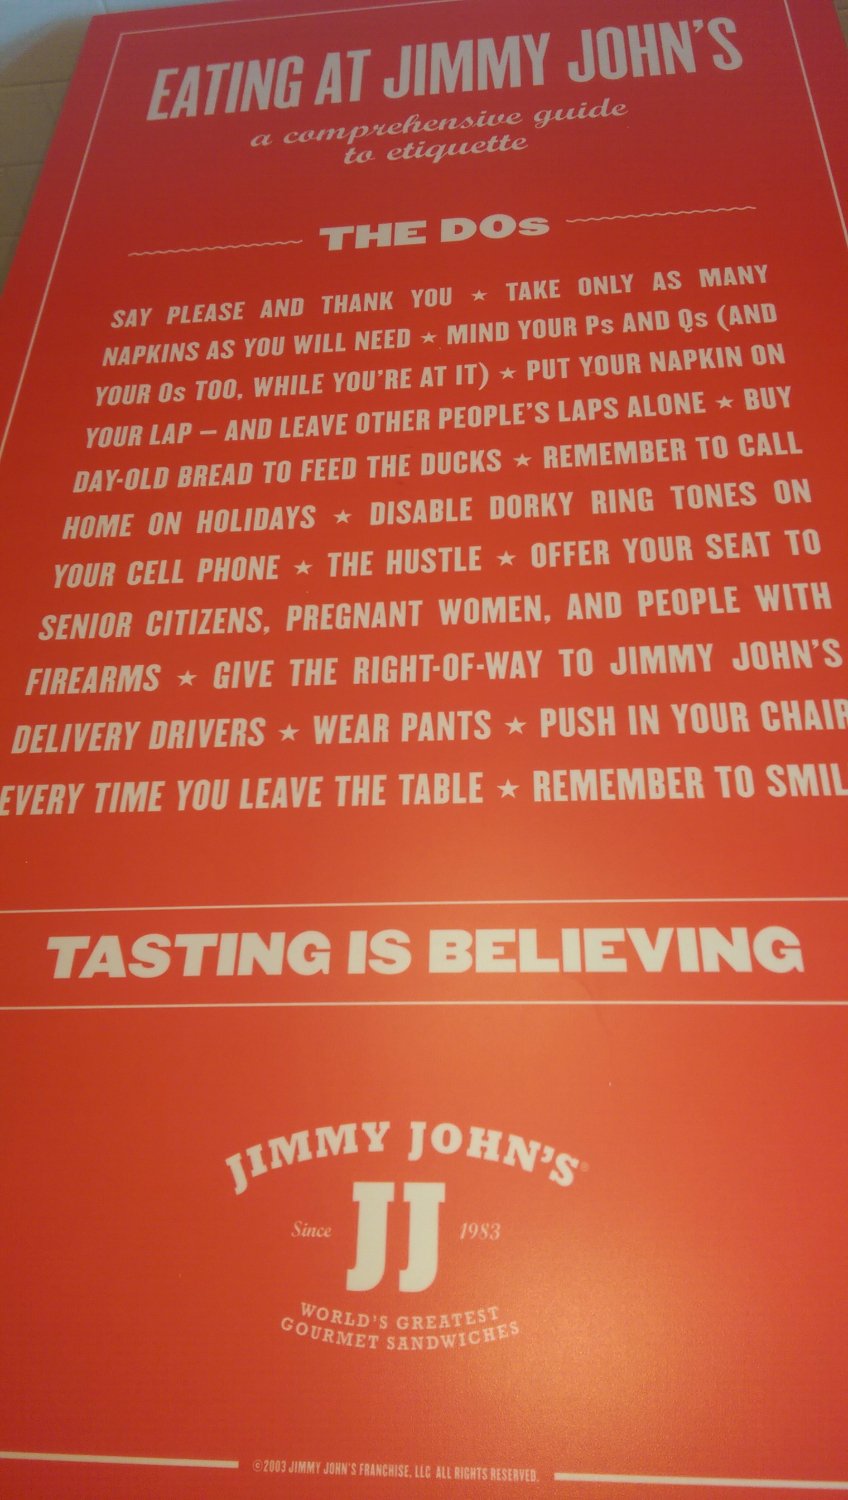 EATING AT JIMMY JOHN'S
a comprehensive guide
to etiquette
THE DOs
SAY PLEASE AND THANK YOU ★ TAKE ONLY AS MANY
NAPKINS AS YOU WILL NEED ★ MIND YOUR Ps AND Qs (AND
YOUR Os TOO, WHILE YOU'RE AT IT) ★ PUT YOUR NAPKIN ON
YOUR LAP – AND LEAVE OTHER PEOPLE'S LAPS ALONE ★ BUY
DAY-OLD BREAD TO FEED THE DUCKS ★ REMEMBER TO CALL
HOME ON HOLIDAYS ★ DISABLE DORKY RING TONES ON
YOUR CELL PHONE ★ THE HUSTLE ★ OFFER YOUR SEAT TO
SENIOR CITIZENS, PREGNANT WOMEN, AND PEOPLE WITH
FIREARMS ★ GIVE THE RIGHT-OF-WAY TO JIMMY JOHN'S
DELIVERY DRIVERS ★ WEAR PANTS ★ PUSH IN YOUR CHAIR
EVERY TIME YOU LEAVE THE TABLE ★ REMEMBER TO SMIL
TASTING IS BELIEVING
JIMMY JOHN'S®
Since JJ 1983
WORLD'S GREATEST
GOURMET SANDWICHES
©2003 JIMMY JOHN'S FRANCHISE, LLC ALL RIGHTS RESERVED.